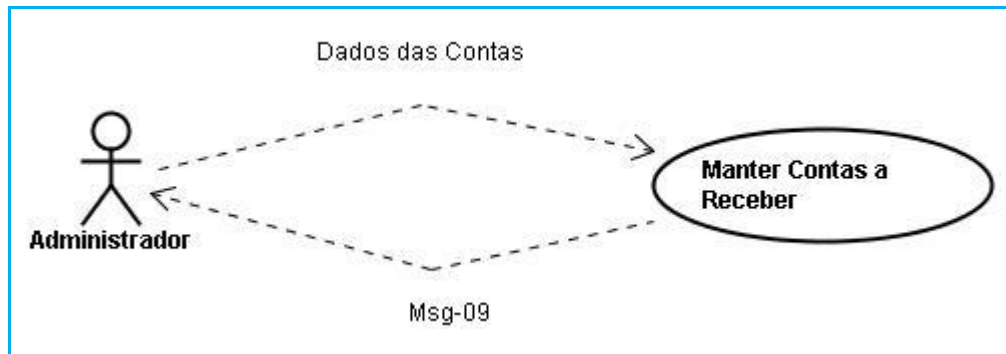 Dados das Contas
Manter Contas a
Receber
Administrador
Msg-09